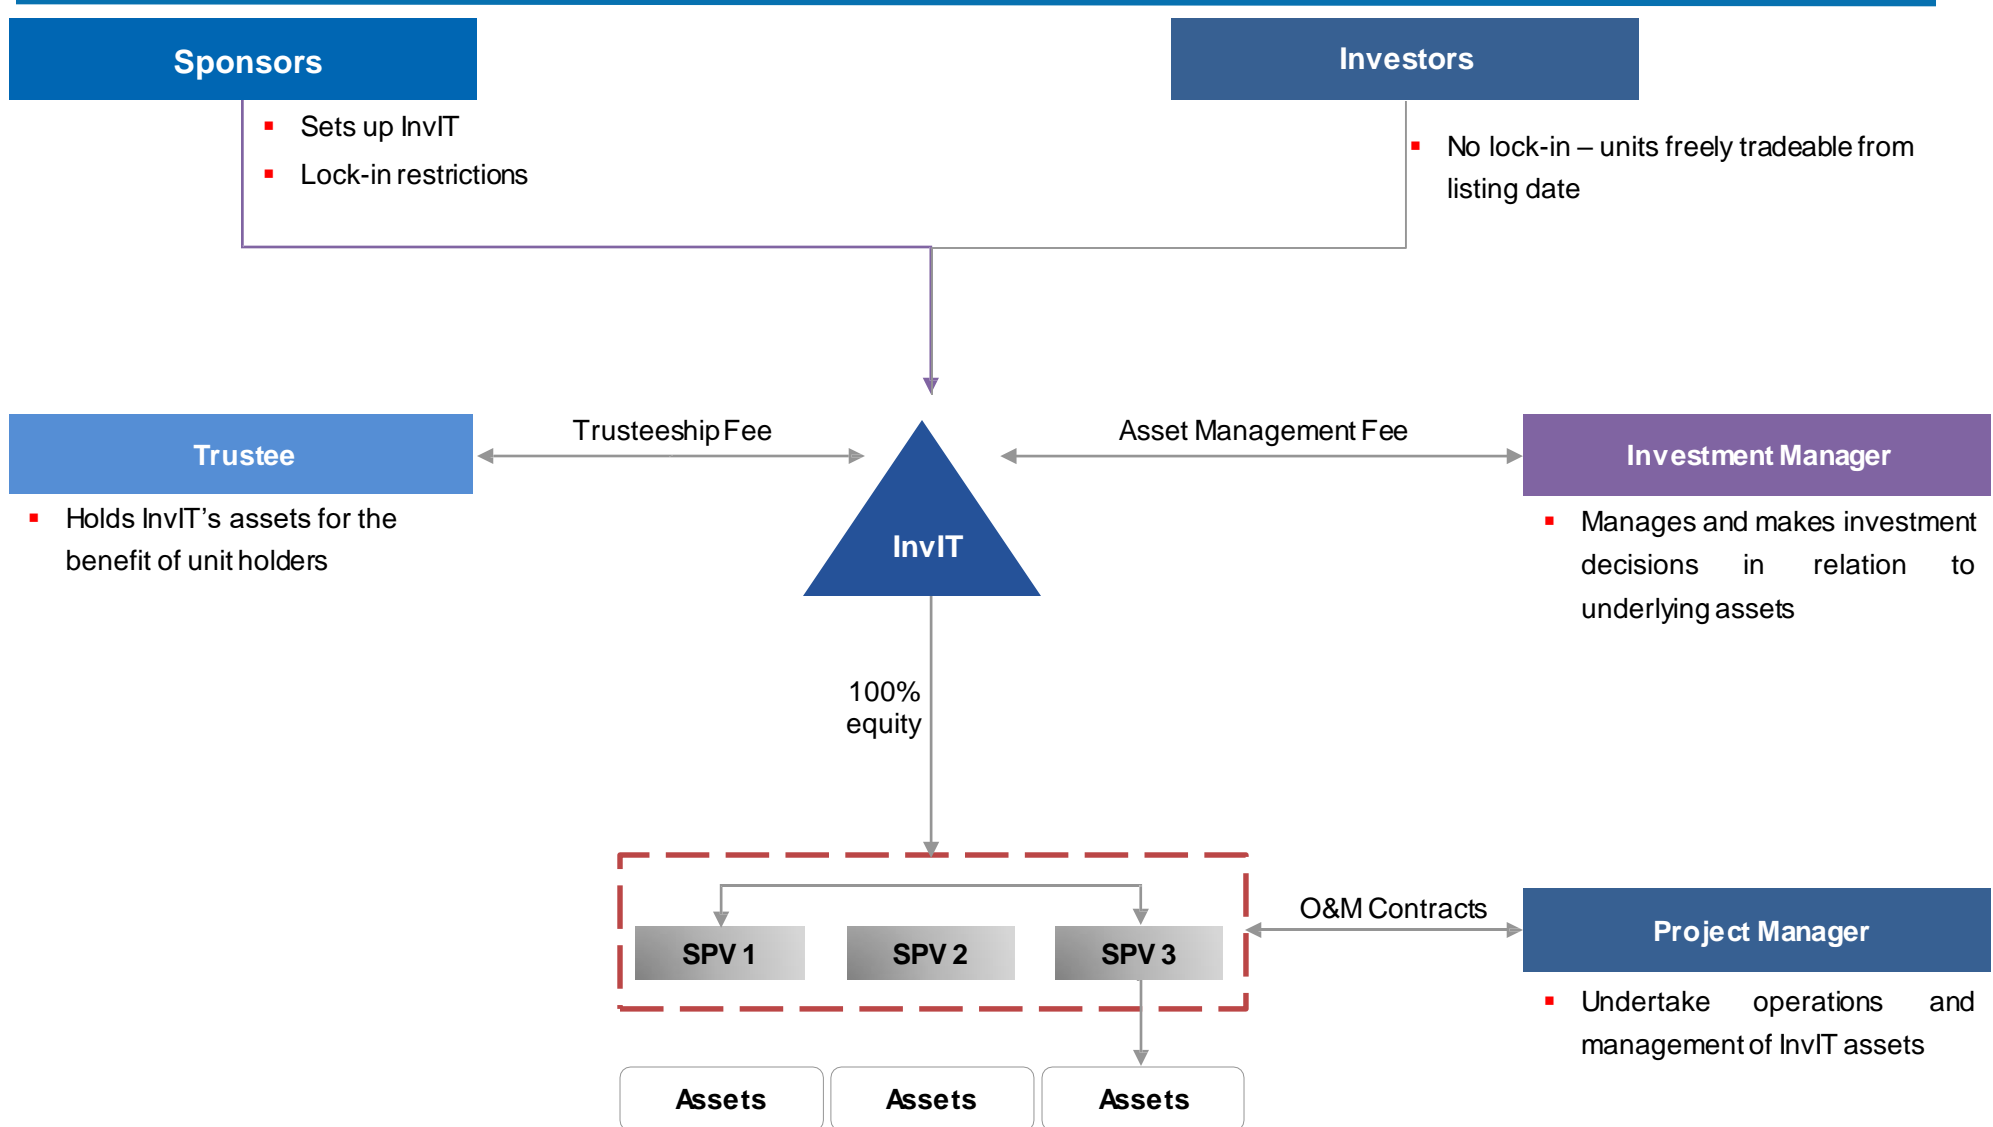 Sponsors
Investors
▪ Sets up InvIT
▪ Lock-in restrictions
▪ No lock-in – units freely tradeable from
listing date
Trustee
Trusteeship Fee
Asset Management Fee
Investment Manager
▪ Holds InvIT’s assets for the
benefit of unit holders
InvIT
▪ Manages and makes investment
decisions in relation to
underlying assets
100%
equity
SPV 1
SPV 2
SPV 3
O&M Contracts
Project Manager
▪ Undertake operations and
management of InvIT assets
Assets
Assets
Assets